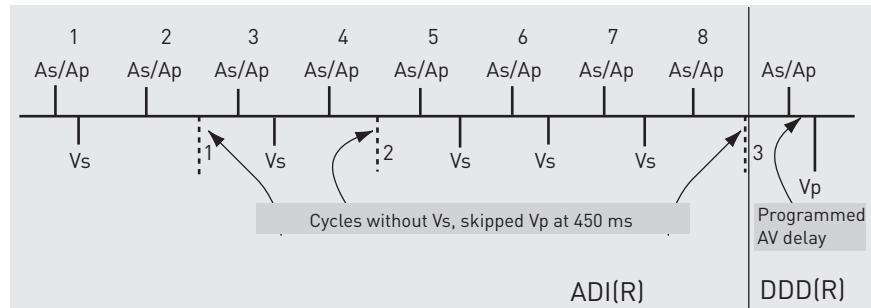 1 2 3 4 5 6 7 8
As/Ap As/Ap As/Ap As/Ap As/Ap As/Ap As/Ap As/Ap As/Ap
Vs 1 Vs 2 Vs Vs Vs 3
Vp
Cycles without Vs, skipped Vp at 450 ms
Programmed
AV delay
ADI(R) DDD(R)